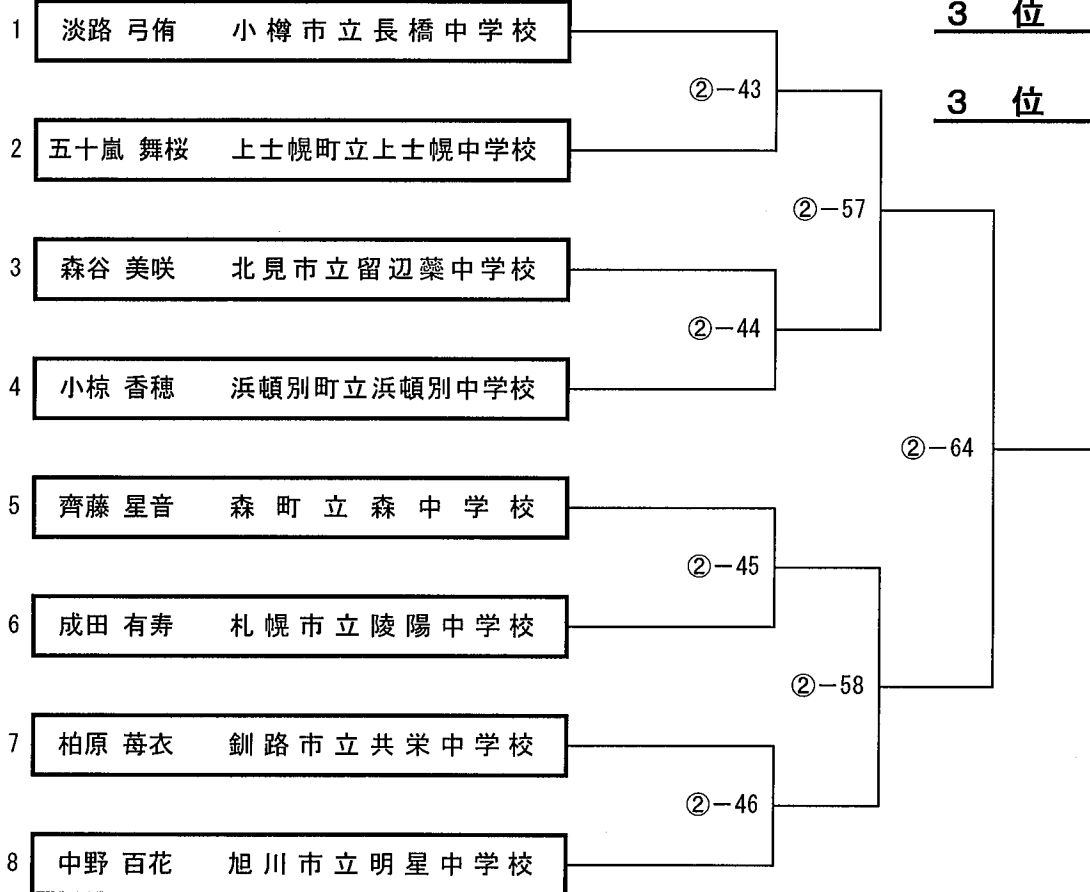 3 位
1 淡路 弓侑 小樽市立長橋中学校
②－43
3 位
2 五十嵐 舞桜 上士幌町立上士幌中学校
②－57
3 森谷 美咲 北見市立留辺蘂中学校
②－44
4 小椋 香穂 浜頓別町立浜頓別中学校
②－64
5 齊藤 星音 森町立森中学校
②－45
6 成田 有寿 札幌市立陵陽中学校
②－58
7 柏原 苺衣 釧路市立共栄中学校
②－46
8 中野 百花 旭川市立明星中学校